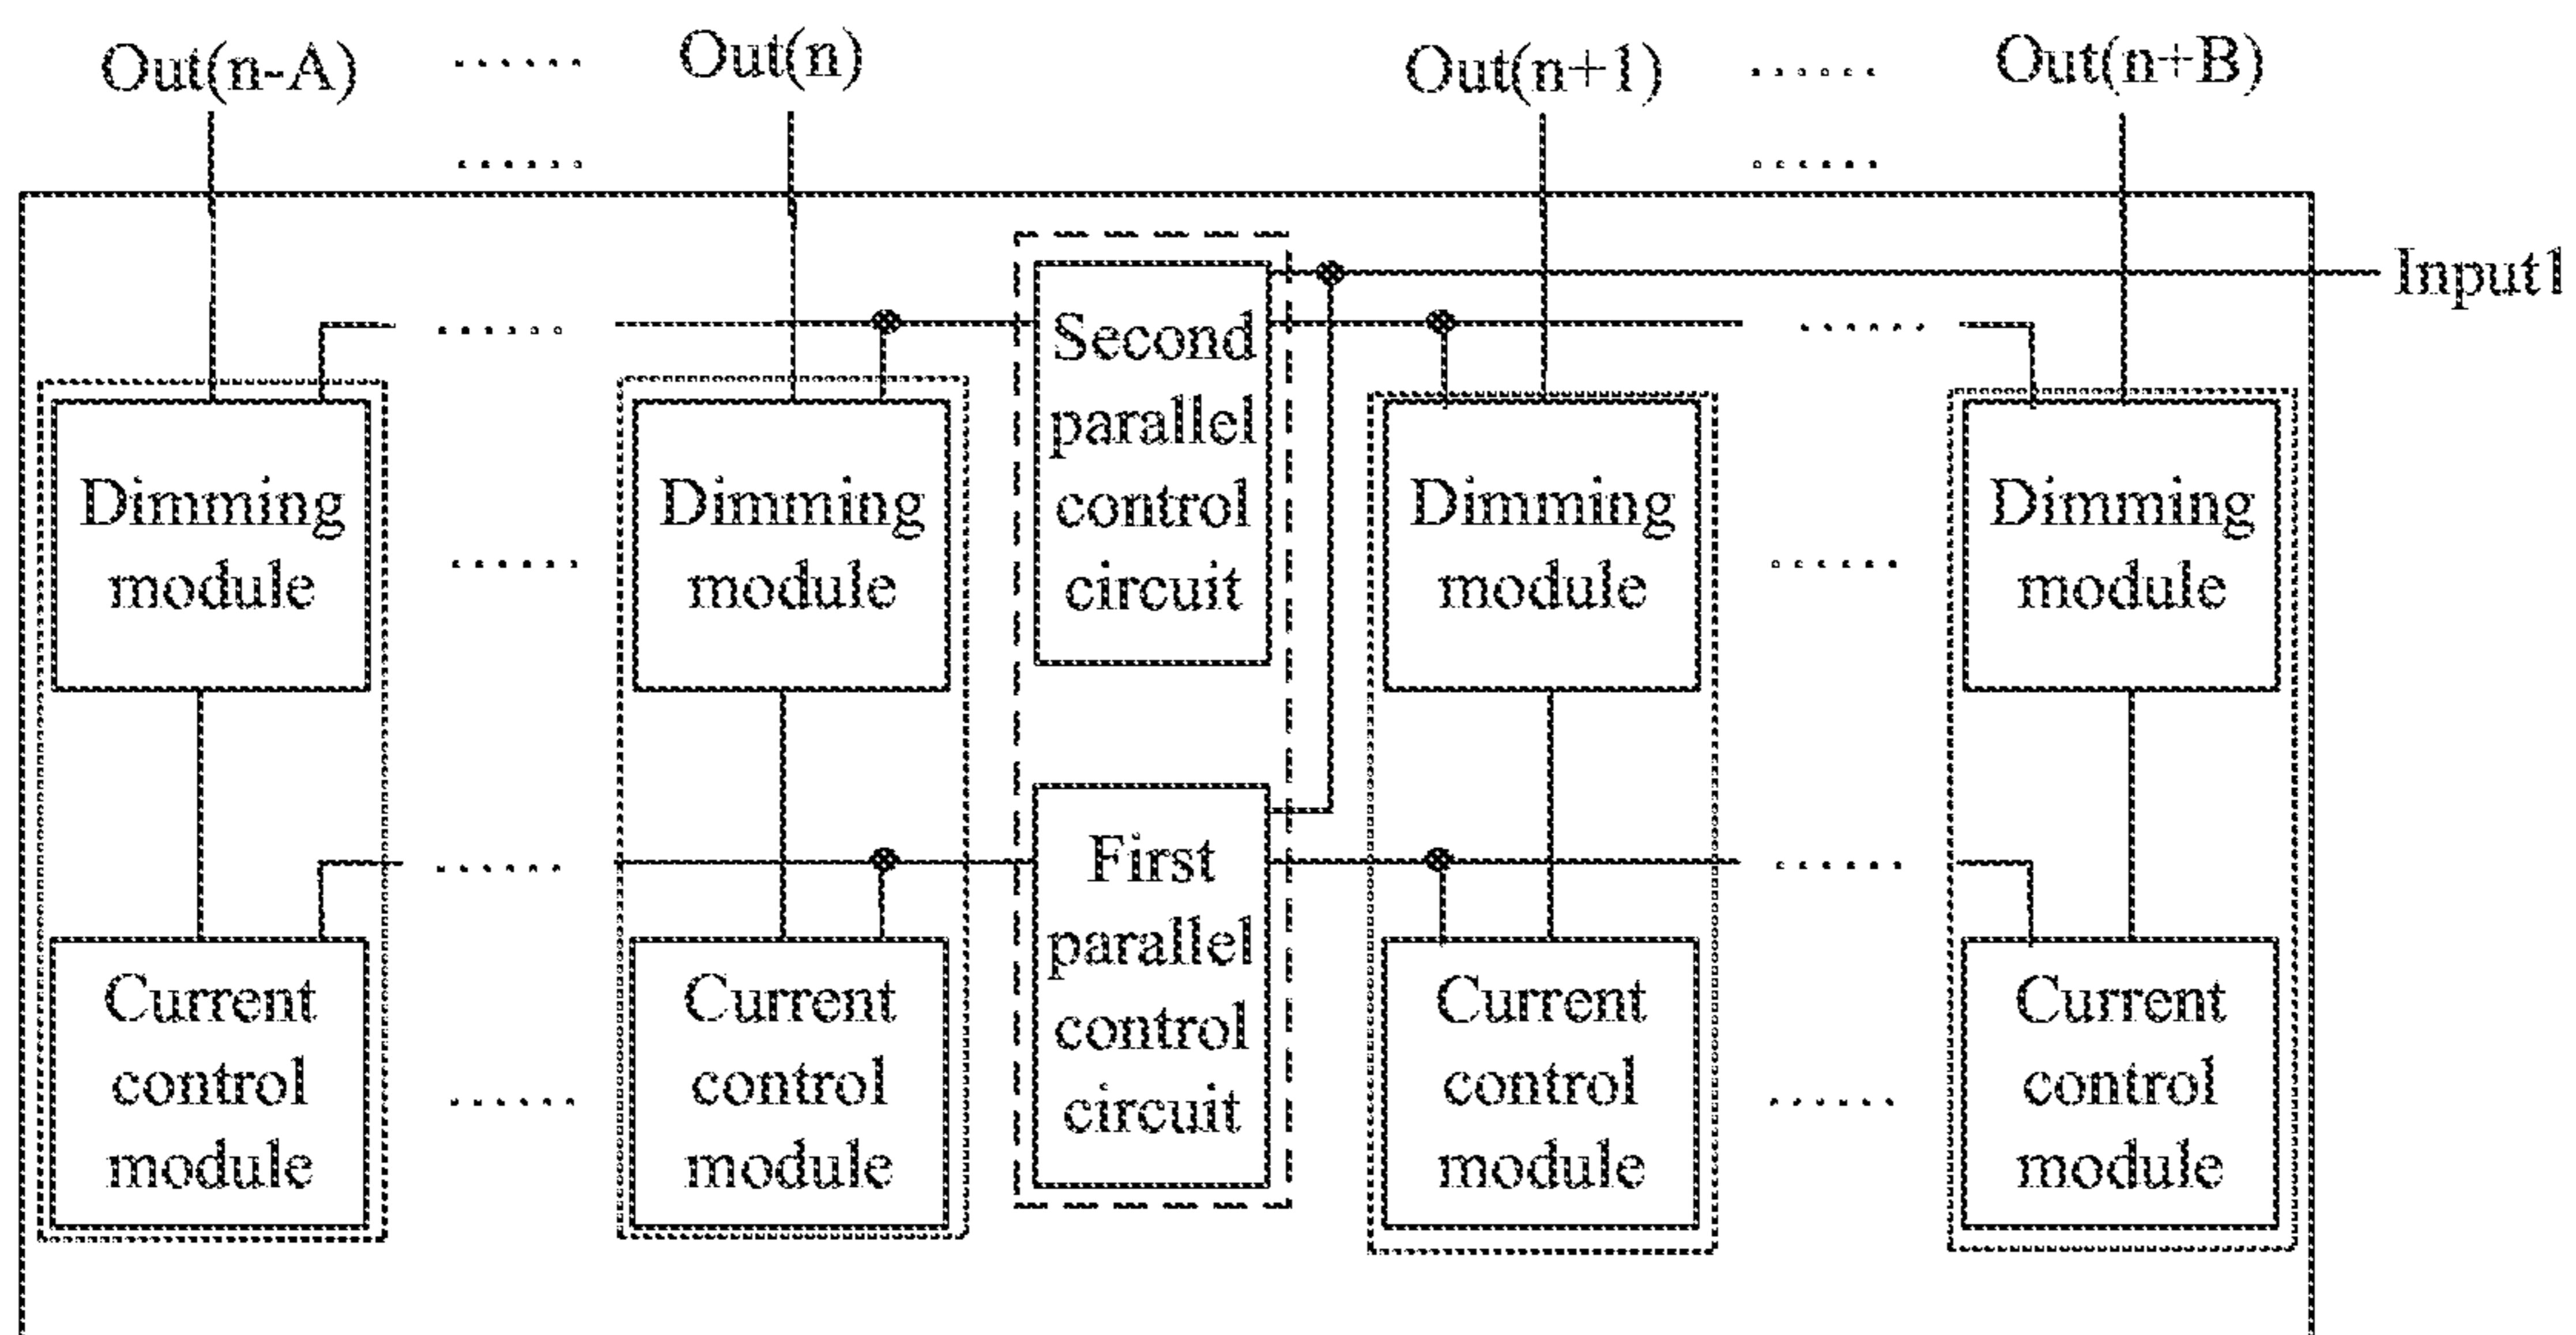 Out(n-A) ...... Out(n) Out(n+1) ...... Out(n+B)
Input1
Dimming
module
Dimming
module
Second
parallel
control
circuit
Dimming
module
Dimming
module
Current
control
module
Current
control
module
First
parallel
control
circuit
Current
control
module
Current
control
module